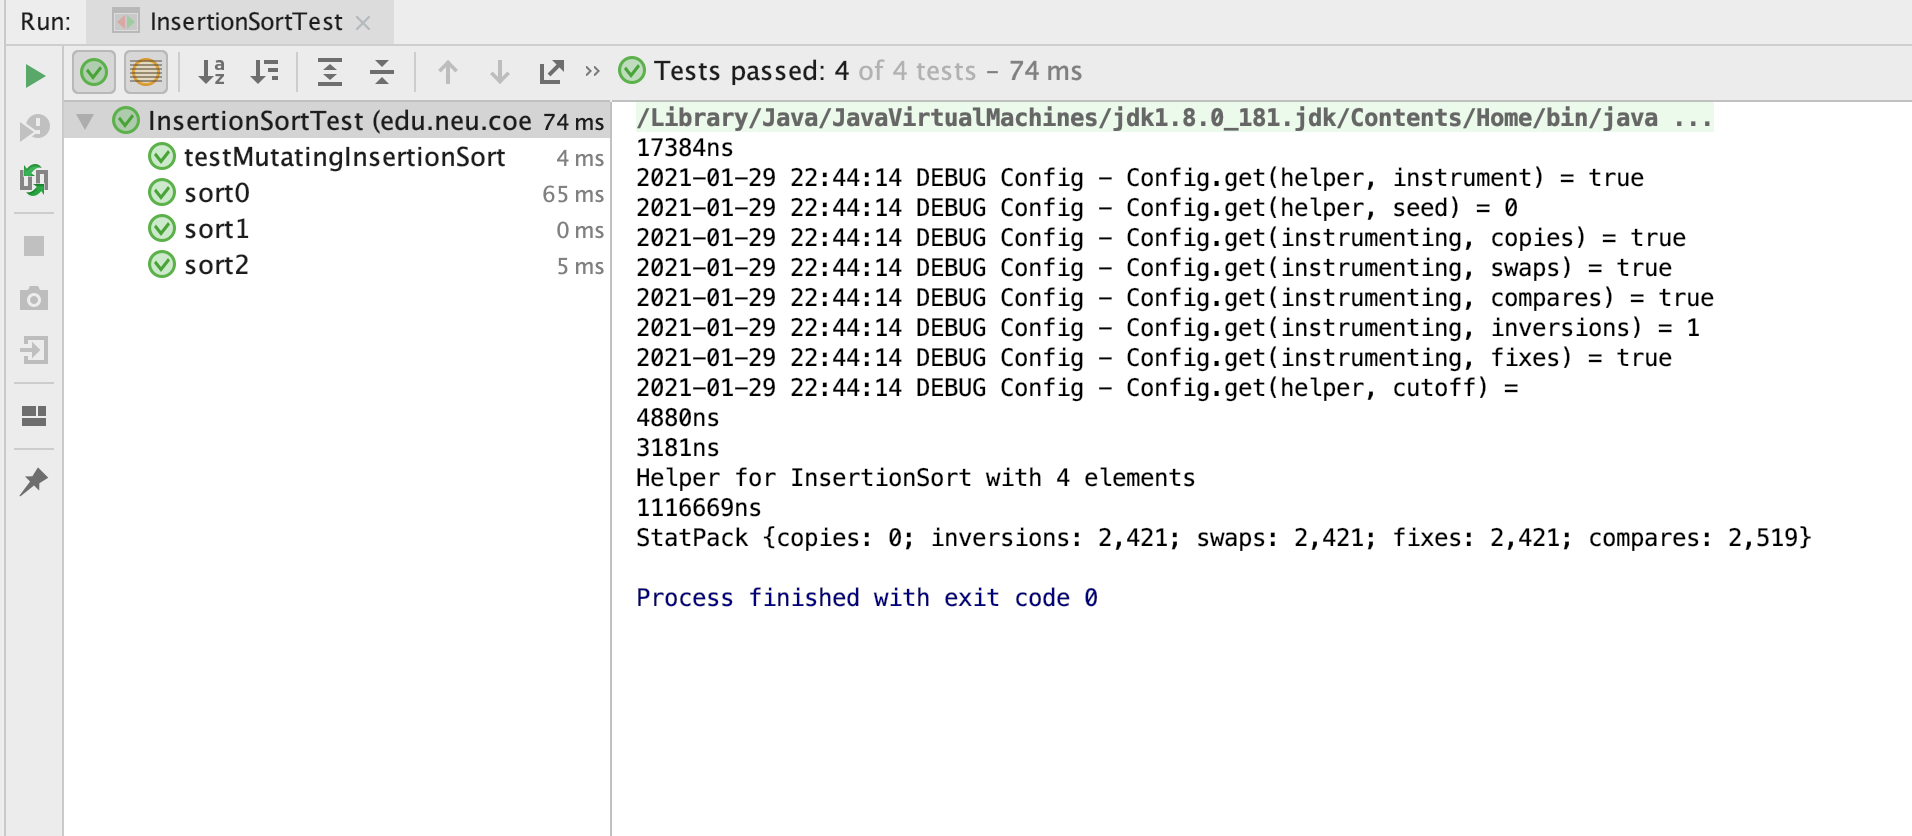 Run: InsertionSortTest
Tests passed: 4 of 4 tests – 74 ms
InsertionSortTest (edu.neu.coe 74 ms
testMutatingInsertionSort 4 ms
sort0 65 ms
sort1 0 ms
sort2 5 ms
/Library/Java/JavaVirtualMachines/jdk1.8.0_181.jdk/Contents/Home/bin/java ...
17384ns
2021-01-29 22:44:14 DEBUG Config - Config.get(helper, instrument) = true
2021-01-29 22:44:14 DEBUG Config - Config.get(helper, seed) = 0
2021-01-29 22:44:14 DEBUG Config - Config.get(instrumenting, copies) = true
2021-01-29 22:44:14 DEBUG Config - Config.get(instrumenting, swaps) = true
2021-01-29 22:44:14 DEBUG Config - Config.get(instrumenting, compares) = true
2021-01-29 22:44:14 DEBUG Config - Config.get(instrumenting, inversions) = 1
2021-01-29 22:44:14 DEBUG Config - Config.get(instrumenting, fixes) = true
2021-01-29 22:44:14 DEBUG Config - Config.get(helper, cutoff) =
4880ns
3181ns
Helper for InsertionSort with 4 elements
1116669ns
StatPack {copies: 0; inversions: 2,421; swaps: 2,421; fixes: 2,421; compares: 2,519}
Process finished with exit code 0